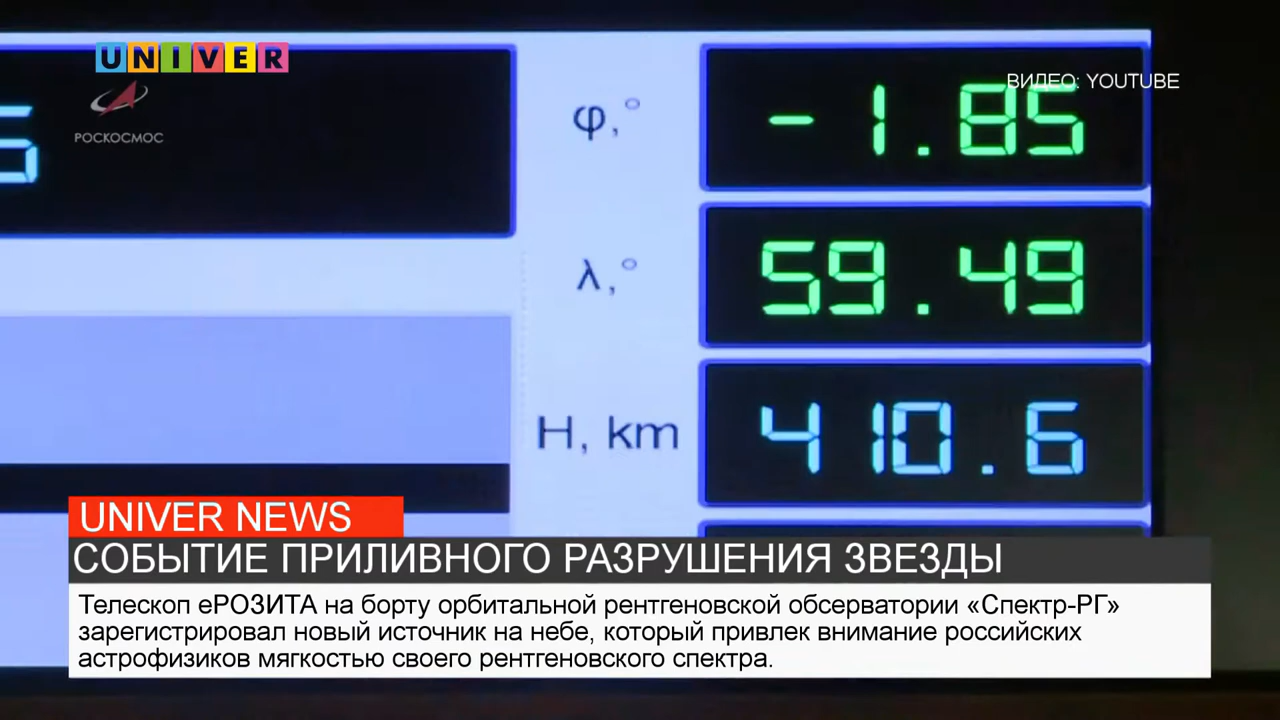 UNIVER
ВИДЕО: YOUTUBE
РОСКОСМОС
φ,° - 1.85
λ,° 59.49
H, km 410.6
UNIVER NEWS
СОБЫТИЕ ПРИЛИВНОГО РАЗРУШЕНИЯ ЗВЕЗДЫ
Телескоп еРОЗИТА на борту орбитальной рентгеновской обсерватории «Спектр-РГ»
зарегистрировал новый источник на небе, который привлек внимание российских
астрофизиков мягкостью своего рентгеновского спектра.